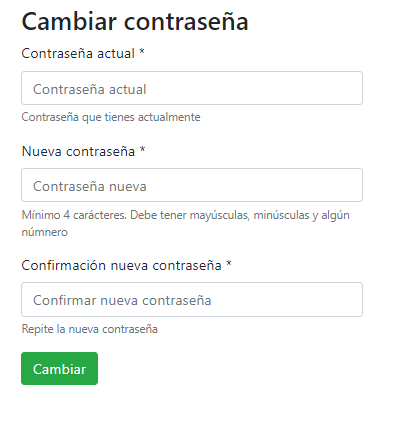 Cambiar contraseña
Contraseña actual *
Contraseña actual
Contraseña que tienes actualmente
Nueva contraseña *
Contraseña nueva
Mínimo 4 carácteres. Debe tener mayúsculas, minúsculas y algún
númnero
Confirmación nueva contraseña *
Confirmar nueva contraseña
Repite la nueva contraseña
Cambiar